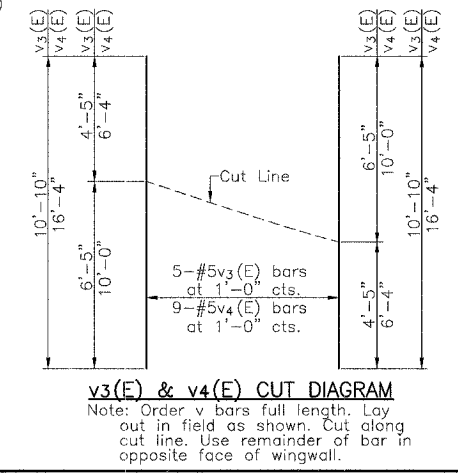 v3(E)
v4(E)
v3(E)
v4(E)
v3(E)
v4(E)
v3(E)
v4(E)
10'-10"
16'-4"
4'-5"
6'-4"
6'-5"
10'-0"
Cut Line
6'-5"
10'-0"
4'-5"
6'-4"
10'-10"
16'-4"
5-#5v3(E) bars
at 1'-0" cts.
9-#5v4(E) bars
at 1'-0" cts.
v3(E) & v4(E) CUT DIAGRAM
Note: Order v bars full length. Lay
out in field as shown. Cut along
cut line. Use remainder of bar in
opposite face of wingwall.